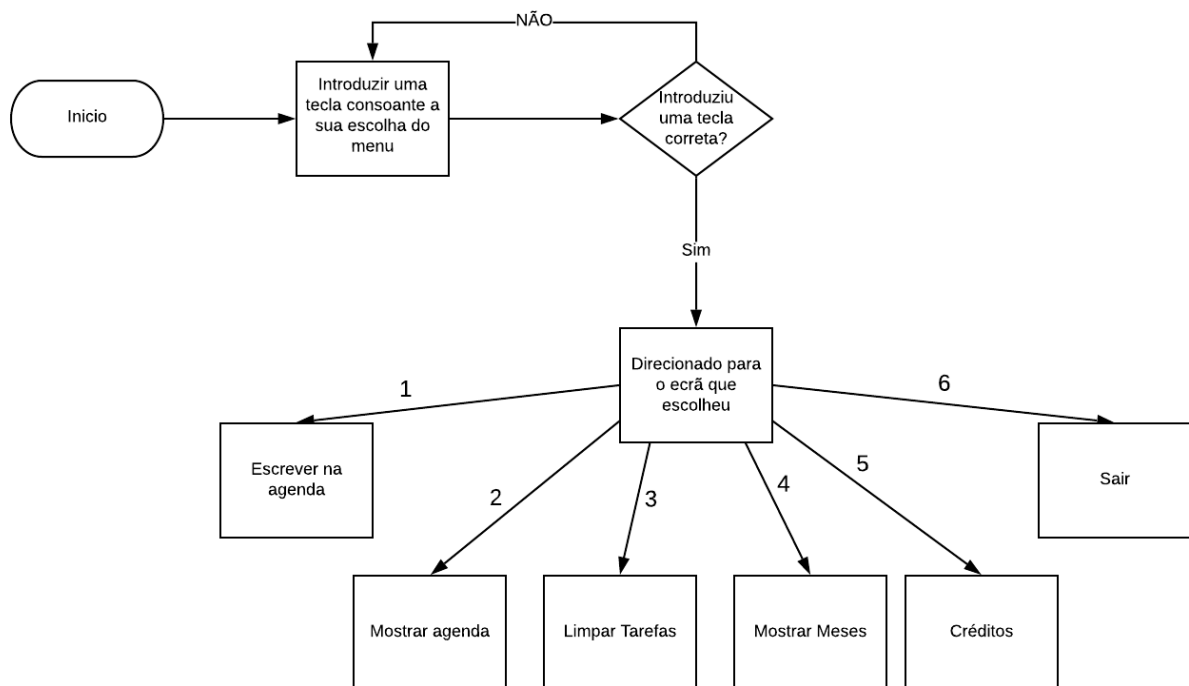 NÃO
Inicio
Introduzir uma
tecla consoante a
sua escolha do
menu
Introduziu
uma tecla
correta?
Sim
Direcionado para
o ecrã que
escolheu
1
2
3
4
5
6
Escrever na
agenda
Mostrar agenda
Limpar Tarefas
Mostrar Meses
Créditos
Sair